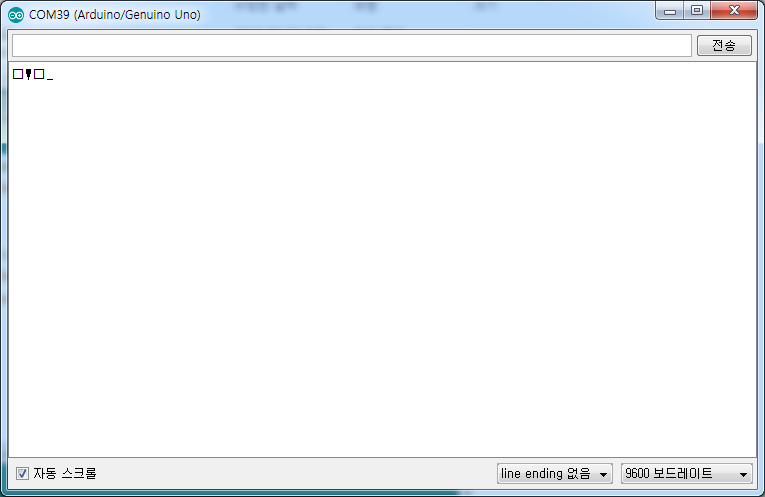 COM39 (Arduino/Genuino Uno)
전송
□!□_
자동 스크롤
line ending 없음
9600 보드레이트